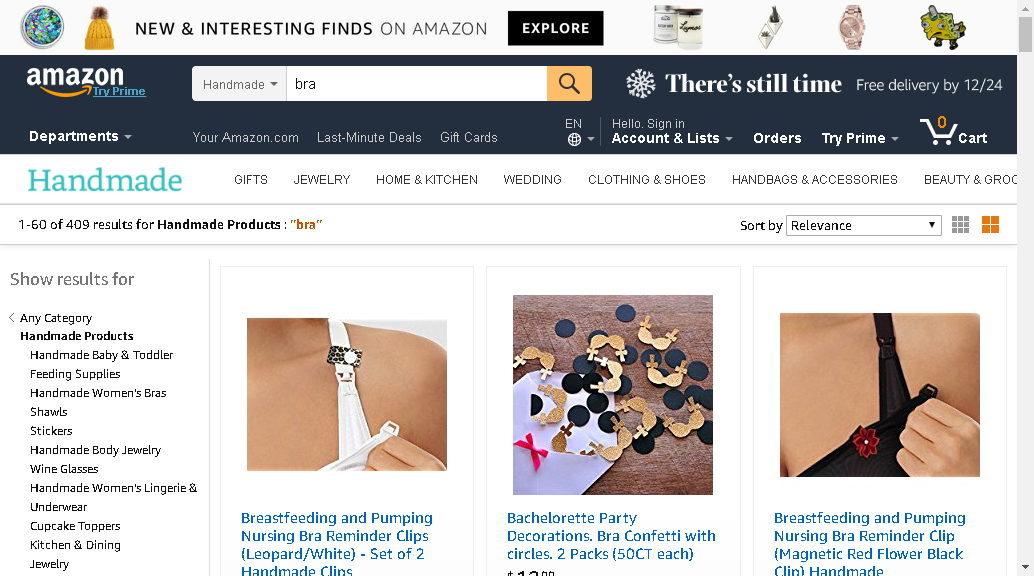 NEW & INTERESTING FINDS ON AMAZON
EXPLORE
amazon
Try Prime
Handmade
bra
There's still time
Free delivery by 12/24
Departments
Your Amazon.com
Last-Minute Deals
Gift Cards
EN
Hello. Sign in
Account & Lists
Orders
Try Prime
0
Cart
Handmade
GIFTS
JEWELRY
HOME & KITCHEN
WEDDING
CLOTHING & SHOES
HANDBAGS & ACCESSORIES
BEAUTY & GROO
1-60 of 409 results for Handmade Products : "bra"
Sort by
Relevance
Show results for
Any Category
Handmade Products
Handmade Baby & Toddler
Feeding Supplies
Handmade Women's Bras
Shawls
Stickers
Handmade Body Jewelry
Wine Glasses
Handmade Women's Lingerie &
Underwear
Cupcake Toppers
Kitchen & Dining
Jewelry
Breastfeeding and Pumping
Nursing Bra Reminder Clips
(Leopard/White) - Set of 2
Handmade Clips
Bachelorette Party
Decorations. Bra Confetti with
circles. 2 Packs (50CT each)
Breastfeeding and Pumping
Nursing Bra Reminder Clip
(Magnetic Red Flower Black
Clip) Handmade